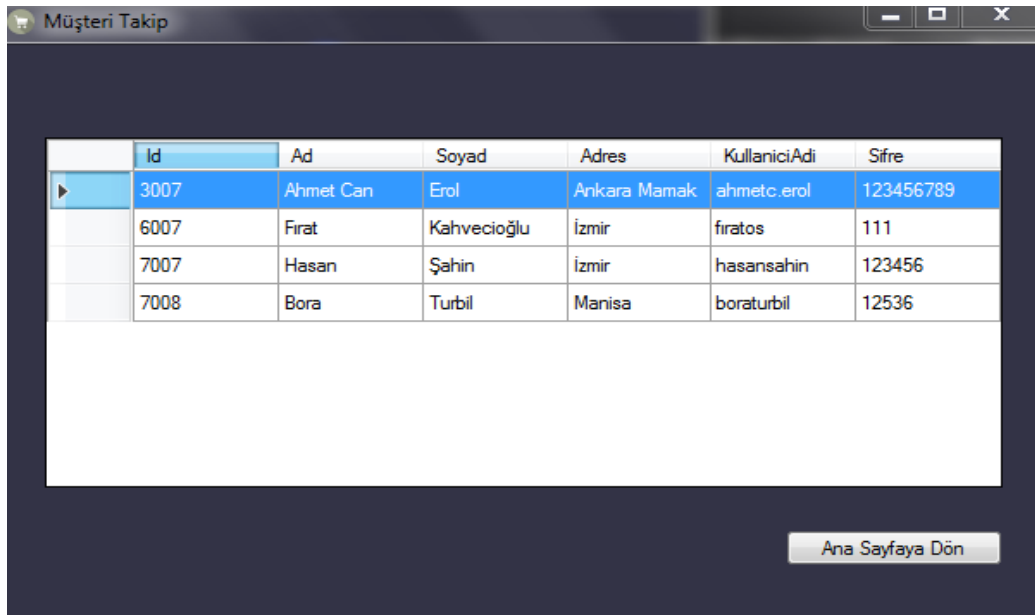 Müşteri Takip
Id Ad Soyad Adres KullaniciAdi Sifre
3007 Ahmet Can Erol Ankara Mamak ahmetc.erol 123456789
6007 Fırat Kahvecioğlu İzmir fıratos 111
7007 Hasan Şahin İzmir hasansahin 123456
7008 Bora Turbil Manisa boraturbil 12536
Ana Sayfaya Dön